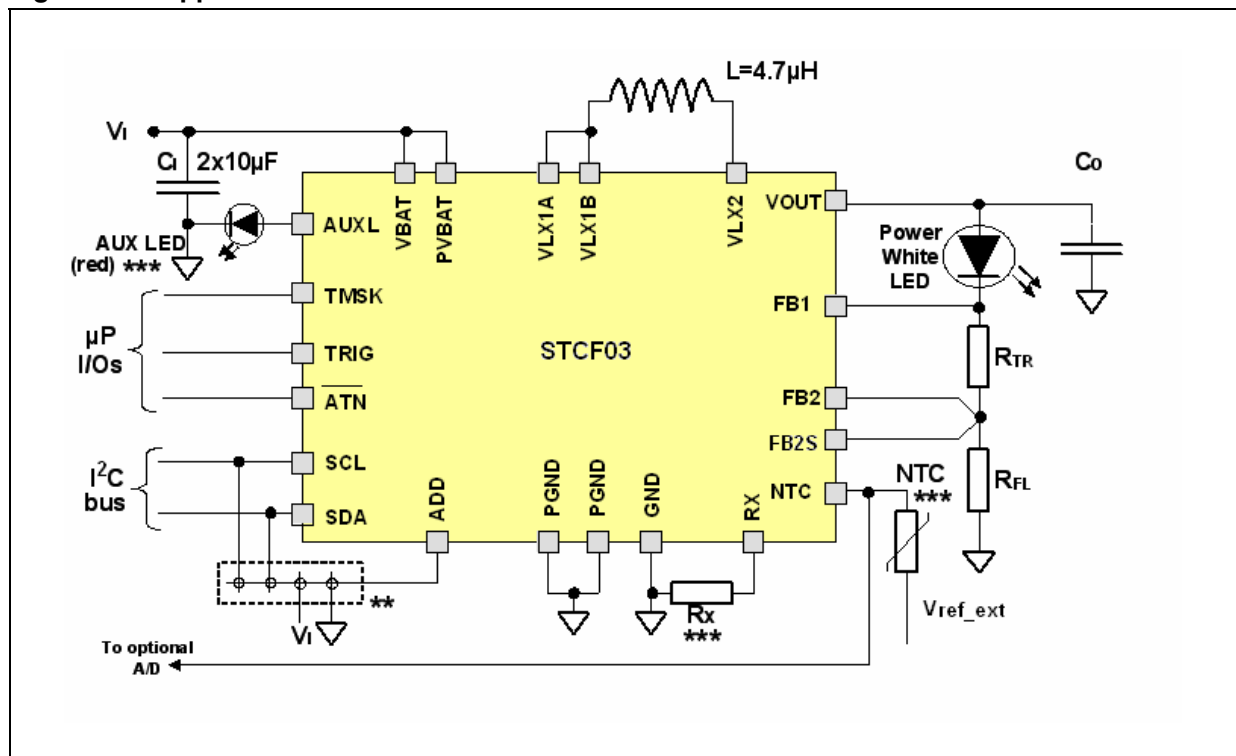 L=4.7µH
VI
CI 2x10µF
CO
VBAT
PVBAT
VLX1A
VLX1B
VLX2
VOUT
AUXL
AUX LED
(red) ***
Power
White
LED
TMSK
FB1
µP
I/Os
TRIG
STCF03
RTR
ATN
FB2
FB2S
SCL
I2C
bus
SDA
ADD
PGND
PGND
GND
RX
NTC
NTC
***
RFL
**
VI
RX
***
Vref_ext
To optional
A/D